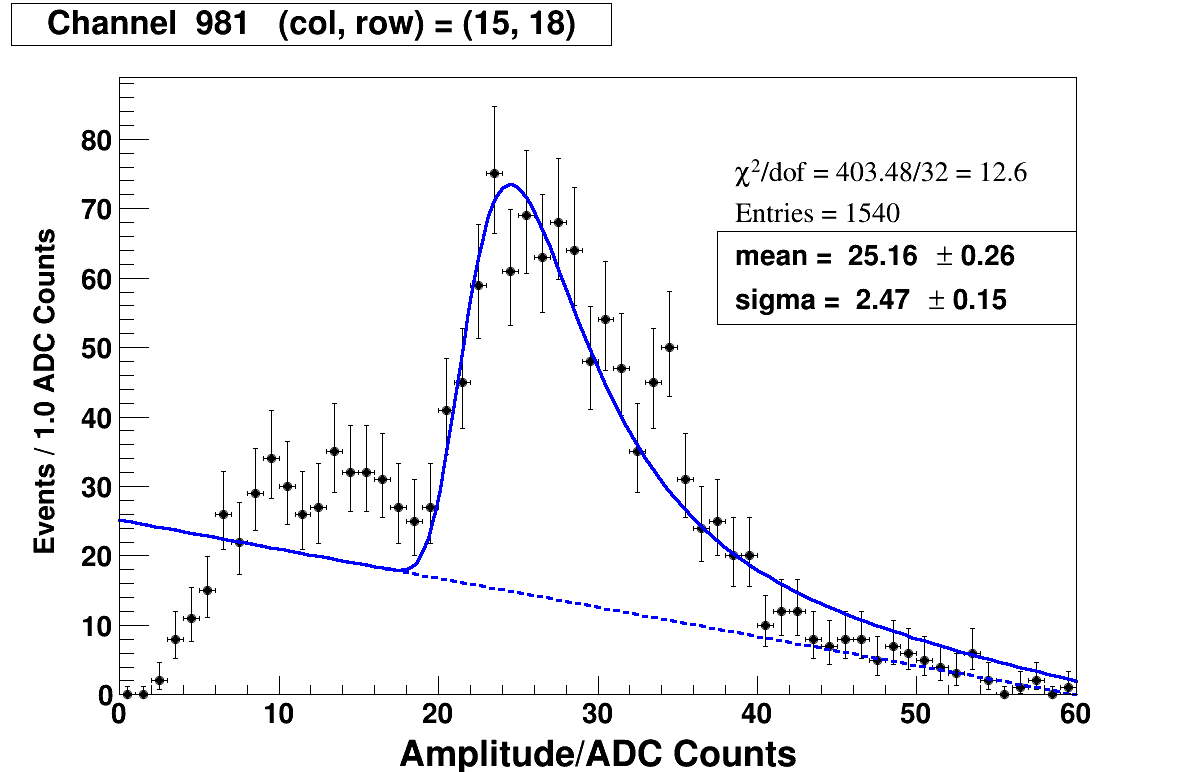 Channel 981 (col, row) = (15, 18)
χ²/dof = 403.48/32 = 12.6
Entries = 1540
mean = 25.16 ± 0.26
sigma = 2.47 ± 0.15
Events / 1.0 ADC Counts
80
70
60
50
40
30
20
10
0
0 10 20 30 40 50 60
Amplitude/ADC Counts